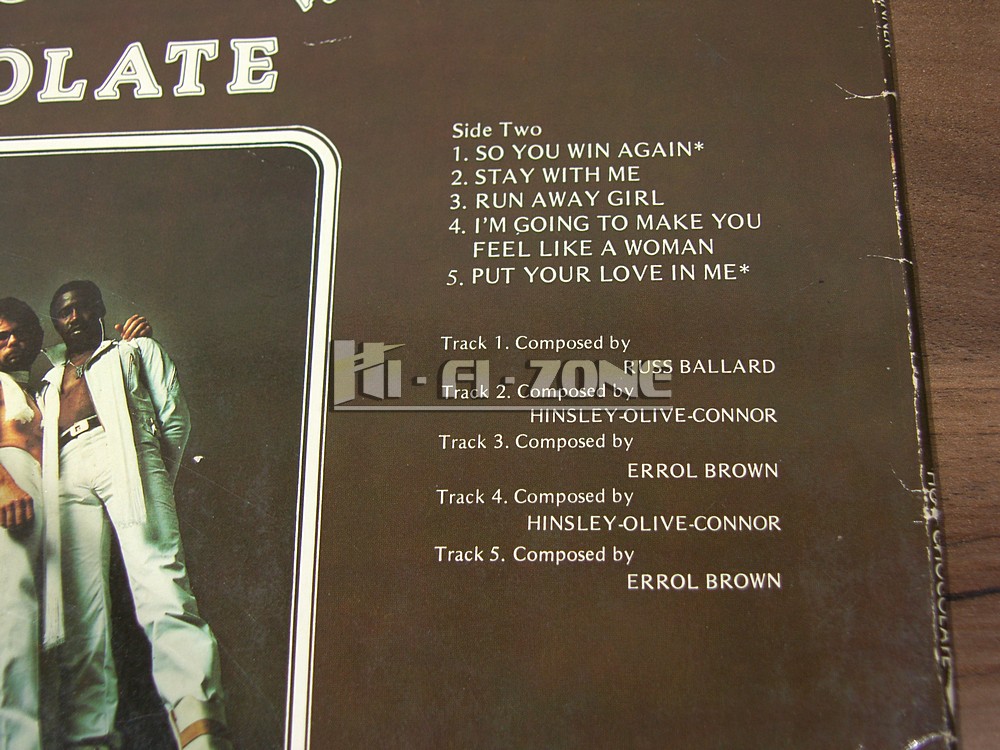 OLATE
Side Two
1. SO YOU WIN AGAIN*
2. STAY WITH ME
3. RUN AWAY GIRL
4. I'M GOING TO MAKE YOU
FEEL LIKE A WOMAN
5. PUT YOUR LOVE IN ME*
Track 1. Composed by
RUSS BALLARD
Track 2. Composed by
HINSLEY-OLIVE-CONNOR
Track 3. Composed by
ERROL BROWN
Track 4. Composed by
HINSLEY-OLIVE-CONNOR
Track 5. Composed by
ERROL BROWN
HI-FI-ZONE
HOT CHOCOLATE